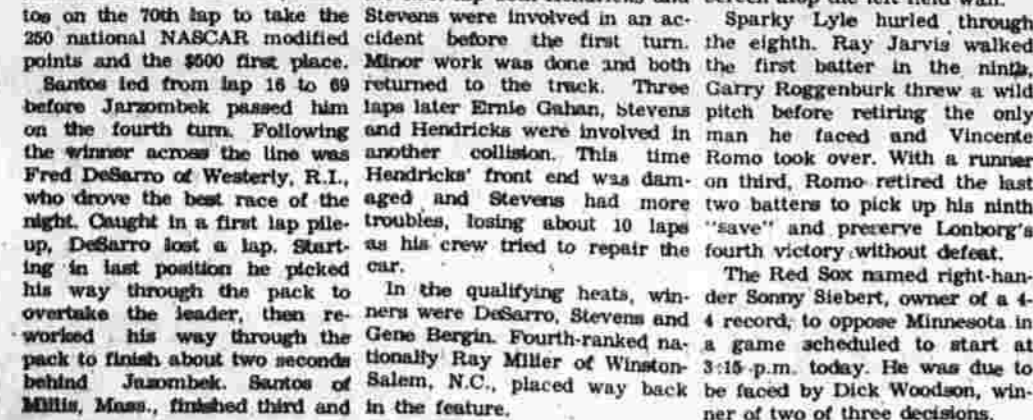 tos on the 70th lap to take the
250 national NASCAR modified
points and the $500 first place.
Santos led from lap 16 to 69
before Jarzombek passed him
on the fourth turn. Following
the winner across the line was
Fred DeSarro of Westerly, R.I.,
who drove the best race of the
night. Caught in a first lap pile-
up, DeSarro lost a lap. Start-
ing in last position he picked
his way through the pack to
overtake the leader, then re-
worked his way through the
pack to finish about two seconds
behind Jazombek. Santos of
Millis, Mass., finished third and
Stevens were involved in an ac-
cident before the first turn.
Minor work was done and both
returned to the track. Three
laps later Ernie Gahan, Stevens
and Hendricks were involved in
another collision. This time
Hendricks' front end was dam-
aged and Stevens had more
troubles, losing about 10 laps
as his crew tried to repair the
car.
In the qualifying heats, win-
ners were DeSarro, Stevens and
Gene Bergin. Fourth-ranked na-
tionally Ray Miller of Winston-
Salem, N.C., placed way back
in the feature.
Sparky Lyle hurled through
the eighth. Ray Jarvis walked
the first batter in the ninth.
Garry Roggenburk threw a wild
pitch before retiring the only
man he faced and Vincente
Romo took over. With a runner
on third, Romo retired the last
two batters to pick up his ninth
"save" and prererve Lonborg's
fourth victory without defeat.
The Red Sox named right-han-
der Sonny Siebert, owner of a 4-
4 record, to oppose Minnesota in
a game scheduled to start at
3:15 p.m. today. He was due to
be faced by Dick Woodson, win-
ner of two of three decisions.